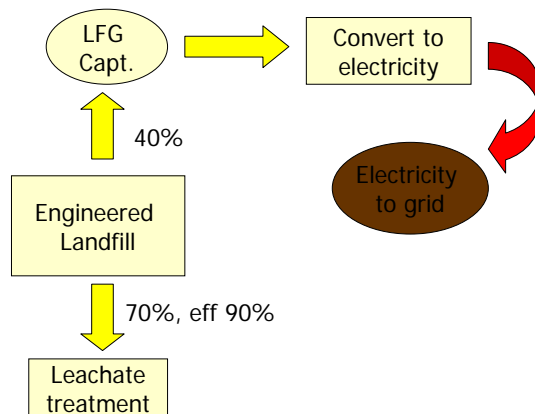 LFG
Capt.
Convert to
electricity
40%
Electricity
to grid
Engineered
Landfill
70%, eff 90%
Leachate
treatment